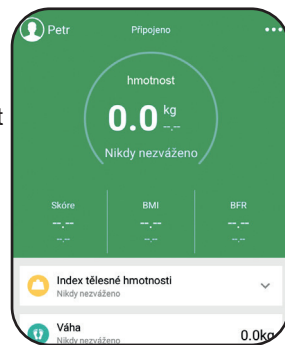 Petr
Připojeno
hmotnost
0.0 kg
--.--
Nikdy nezváženo
Skóre BMI BFR
--.-- --.-- --.--
--.-- --.-- --.--
Index tělesné hmotnosti
Nikdy nezváženo
Váha 0.0kg
Nikdy nezváženo
t